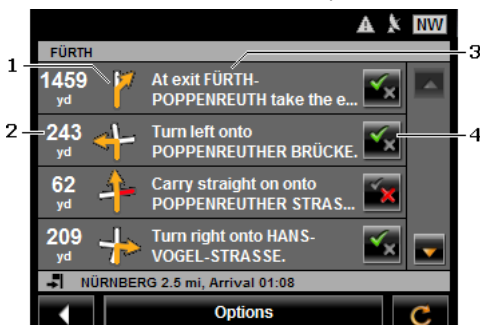 NW
FÜRTH
1
3
1459
yd
At exit FÜRTH-
POPPENREUTH take the e...
2
243
yd
Turn left onto
POPPENREUTHER BRÜCKE.
4
62
yd
Carry straight on onto
POPPENREUTHER STRAS...
209
yd
Turn right onto HANS-
VOGEL-STRASSE.
NÜRNBERG 2.5 mi, Arrival 01:08
Options